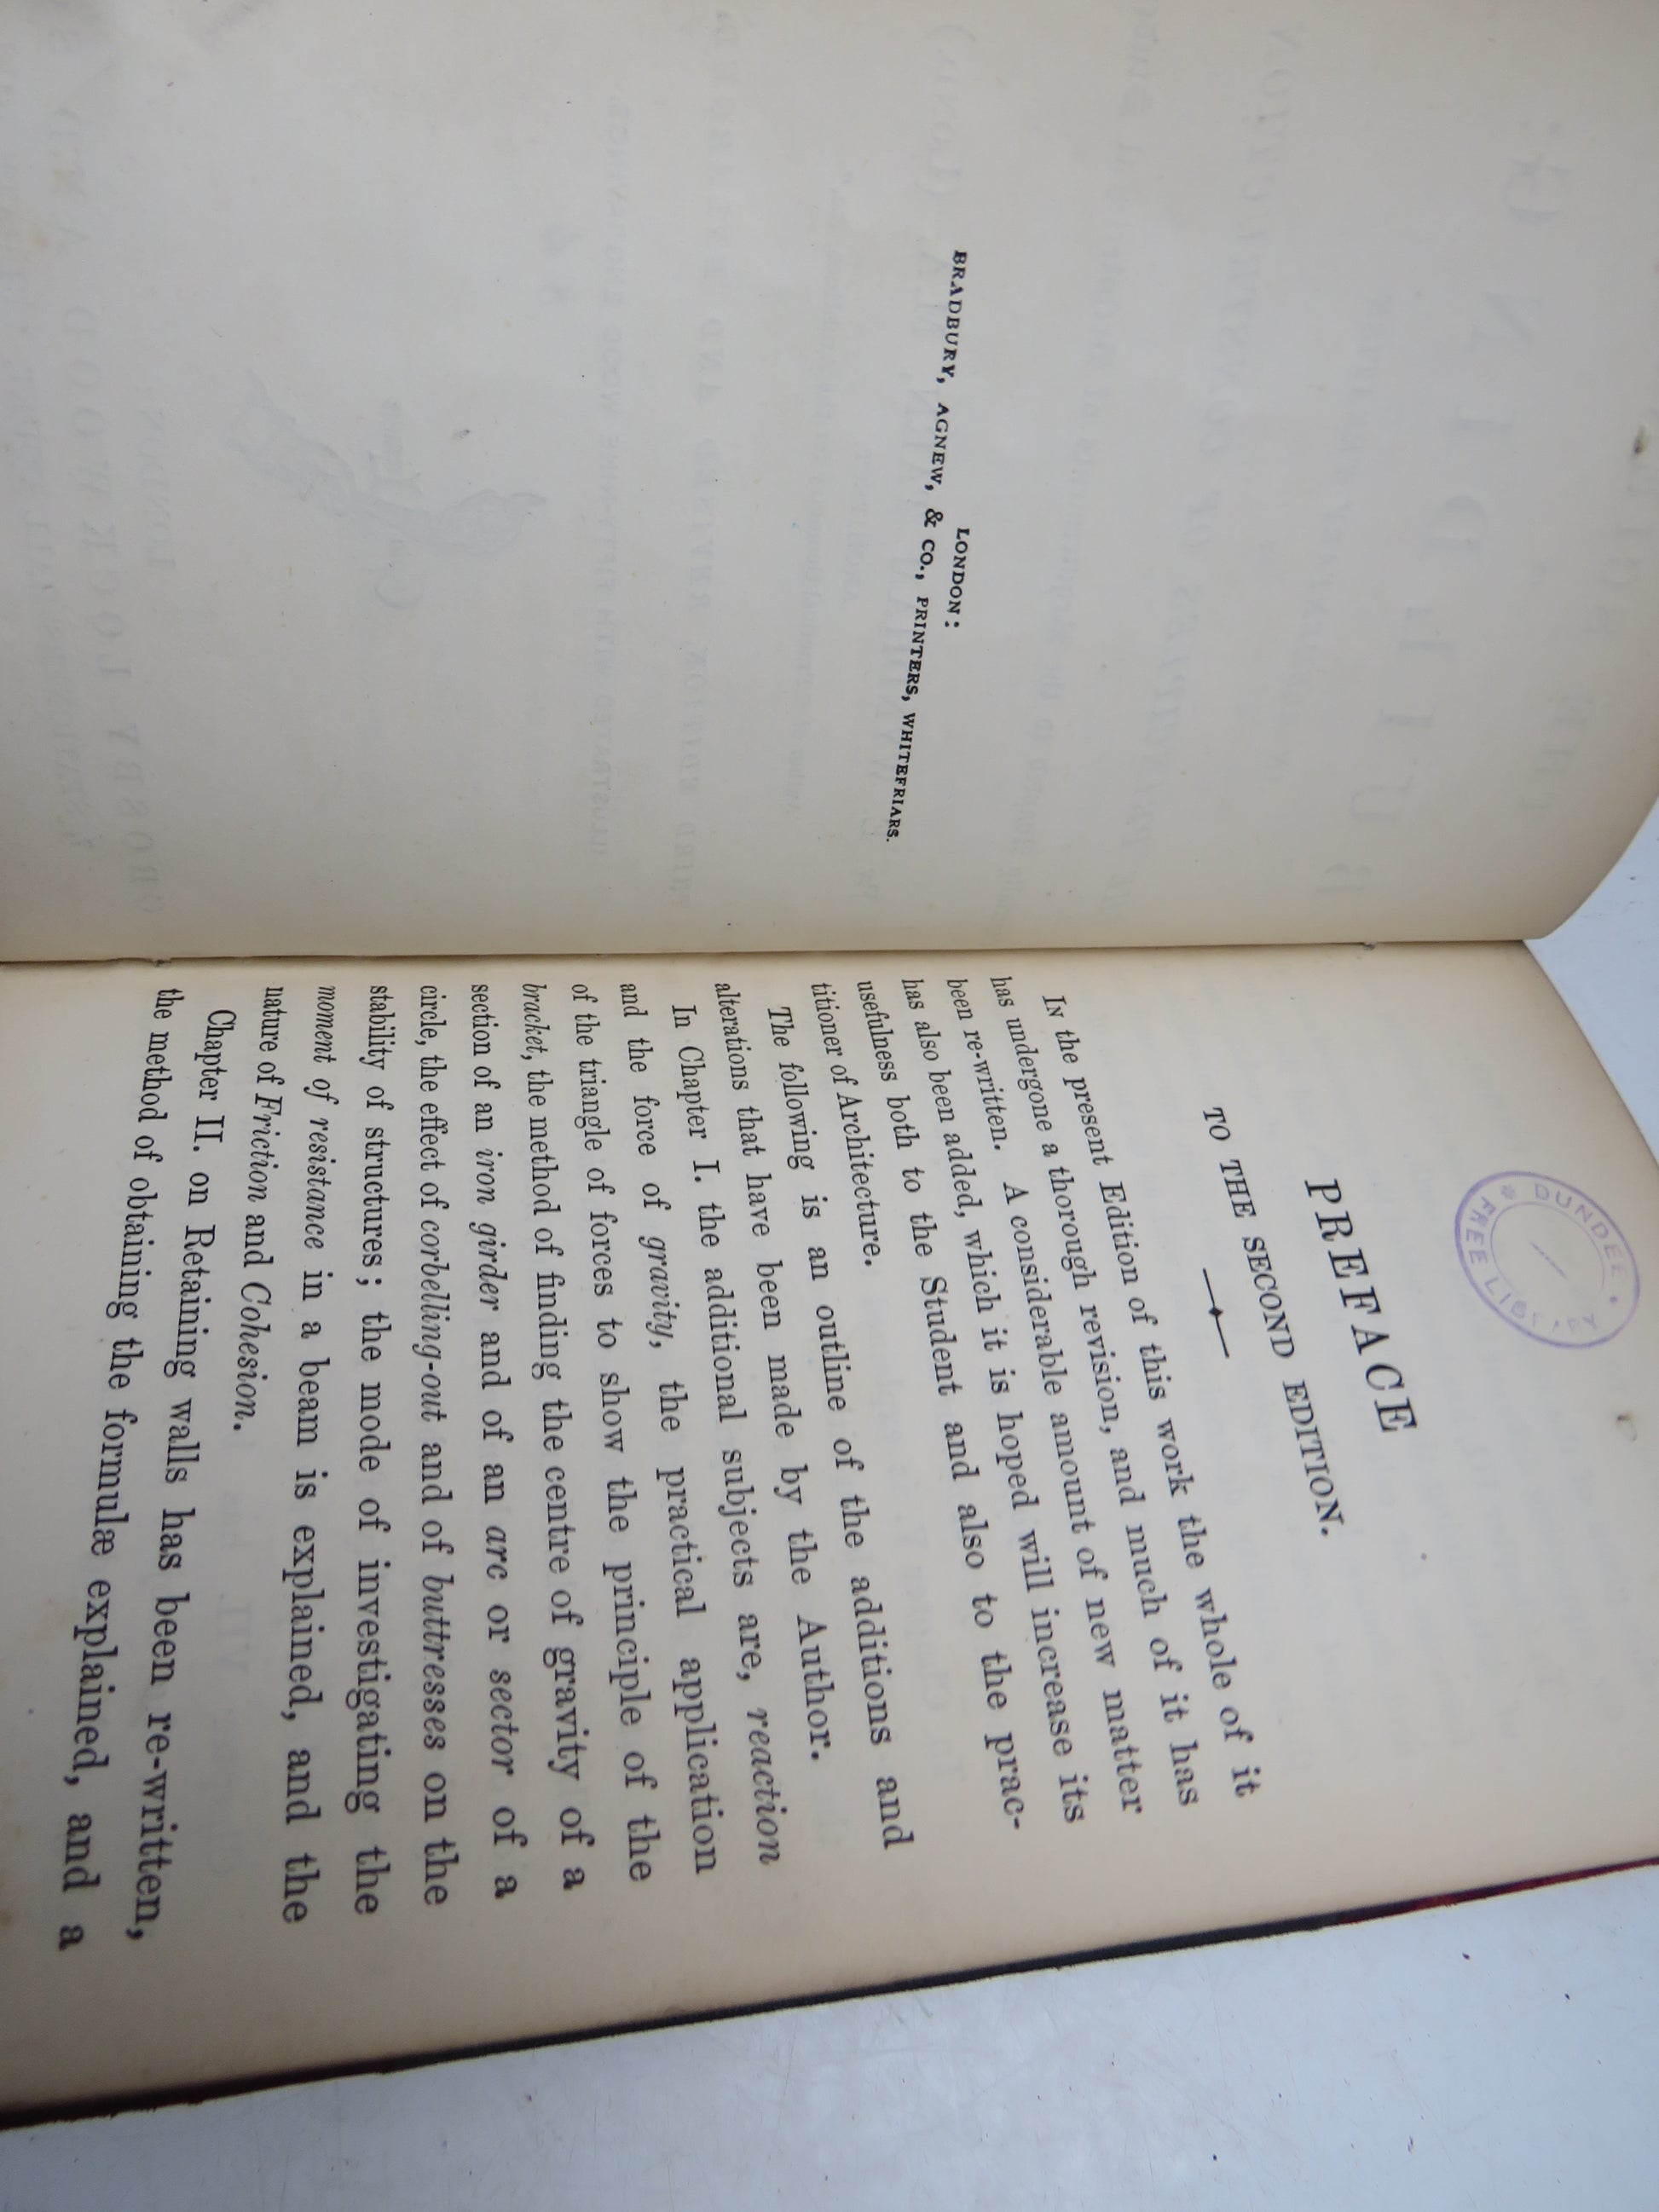 LONDON:
BRADBURY, AGNEW, & CO., PRINTERS, WHITEFRIARS.
DUNDEE
FREE
PREFACE
TO THE SECOND EDITION.
In the present Edition of this work the whole of it
has undergone a thorough revision, and much of it has
been re-written. A considerable amount of new matter
has also been added, which it is hoped will increase its
usefulness both to the Student and also to the prac-
titioner of Architecture.
The following is an outline of the additions and
alterations that have been made by the Author.
In Chapter I. the additional subjects are, reaction
and the force of gravity, the practical application
of the triangle of forces to show the principle of the
bracket, the method of finding the centre of gravity of a
section of an iron girder and of an arc or sector of a
circle, the effect of corbelling-out and of buttresses on the
stability of structures; the mode of investigating the
moment of resistance in a beam is explained, and the
nature of Friction and Cohesion.
Chapter II. on Retaining walls has been re-written,
the method of obtaining the formulæ explained, and a